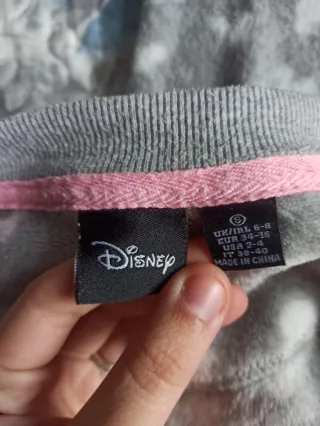 Disney
S
UK/IRL 6-8
EUR 34-36
USA 2-4
IT 38-40
MADE IN CHINA